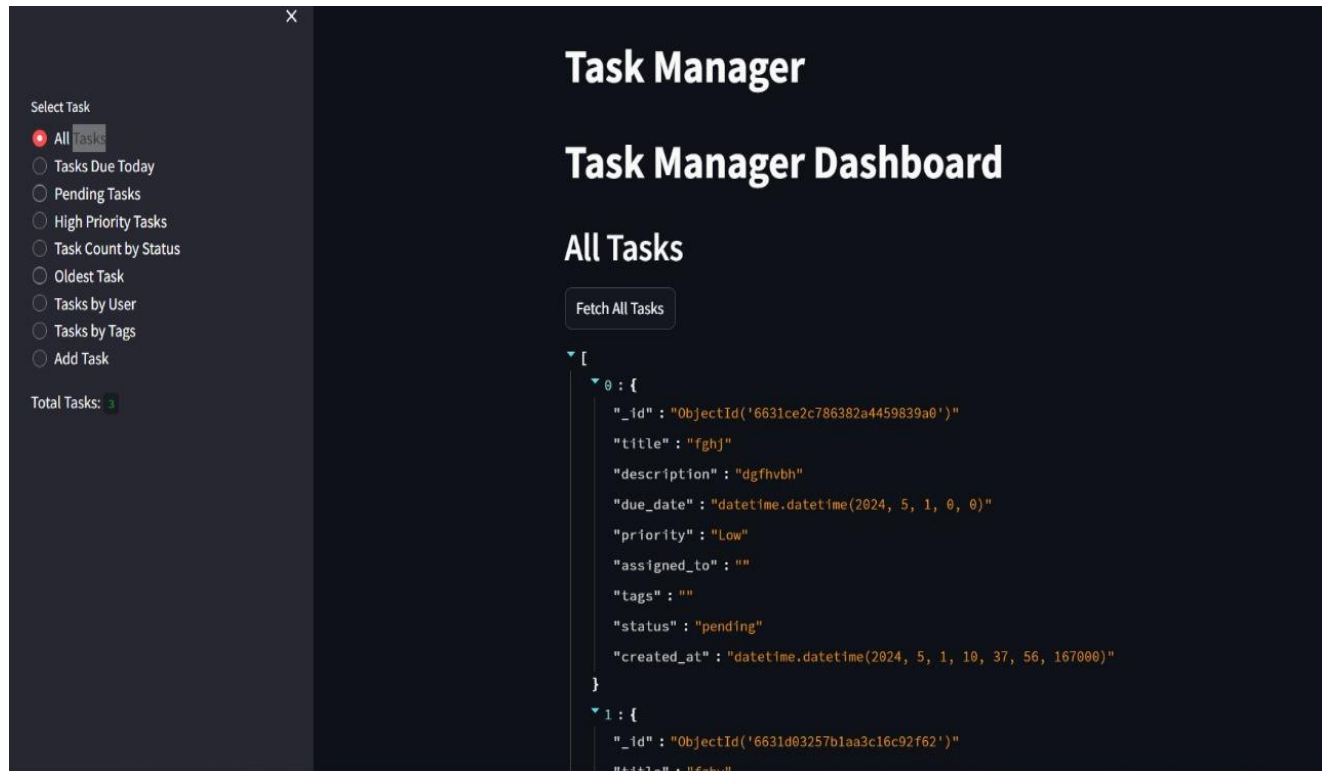 X
Select Task
All Tasks
Tasks Due Today
Pending Tasks
High Priority Tasks
Task Count by Status
Oldest Task
Tasks by User
Tasks by Tags
Add Task
Total Tasks: 3
Task Manager
Task Manager Dashboard
All Tasks
Fetch All Tasks
[
0 : {
"_id" : "ObjectId('6631ce2c786382a4459839a0')"
"title" : "fghj"
"description" : "dgfhvbh"
"due_date" : "datetime.datetime(2024, 5, 1, 0, 0)"
"priority" : "Low"
"assigned_to" : ""
"tags" : ""
"status" : "pending"
"created_at" : "datetime.datetime(2024, 5, 1, 10, 37, 56, 167000)"
}
1 : {
"_id" : "ObjectId('6631d03257b1aa3c16c92f62')"
"title" :